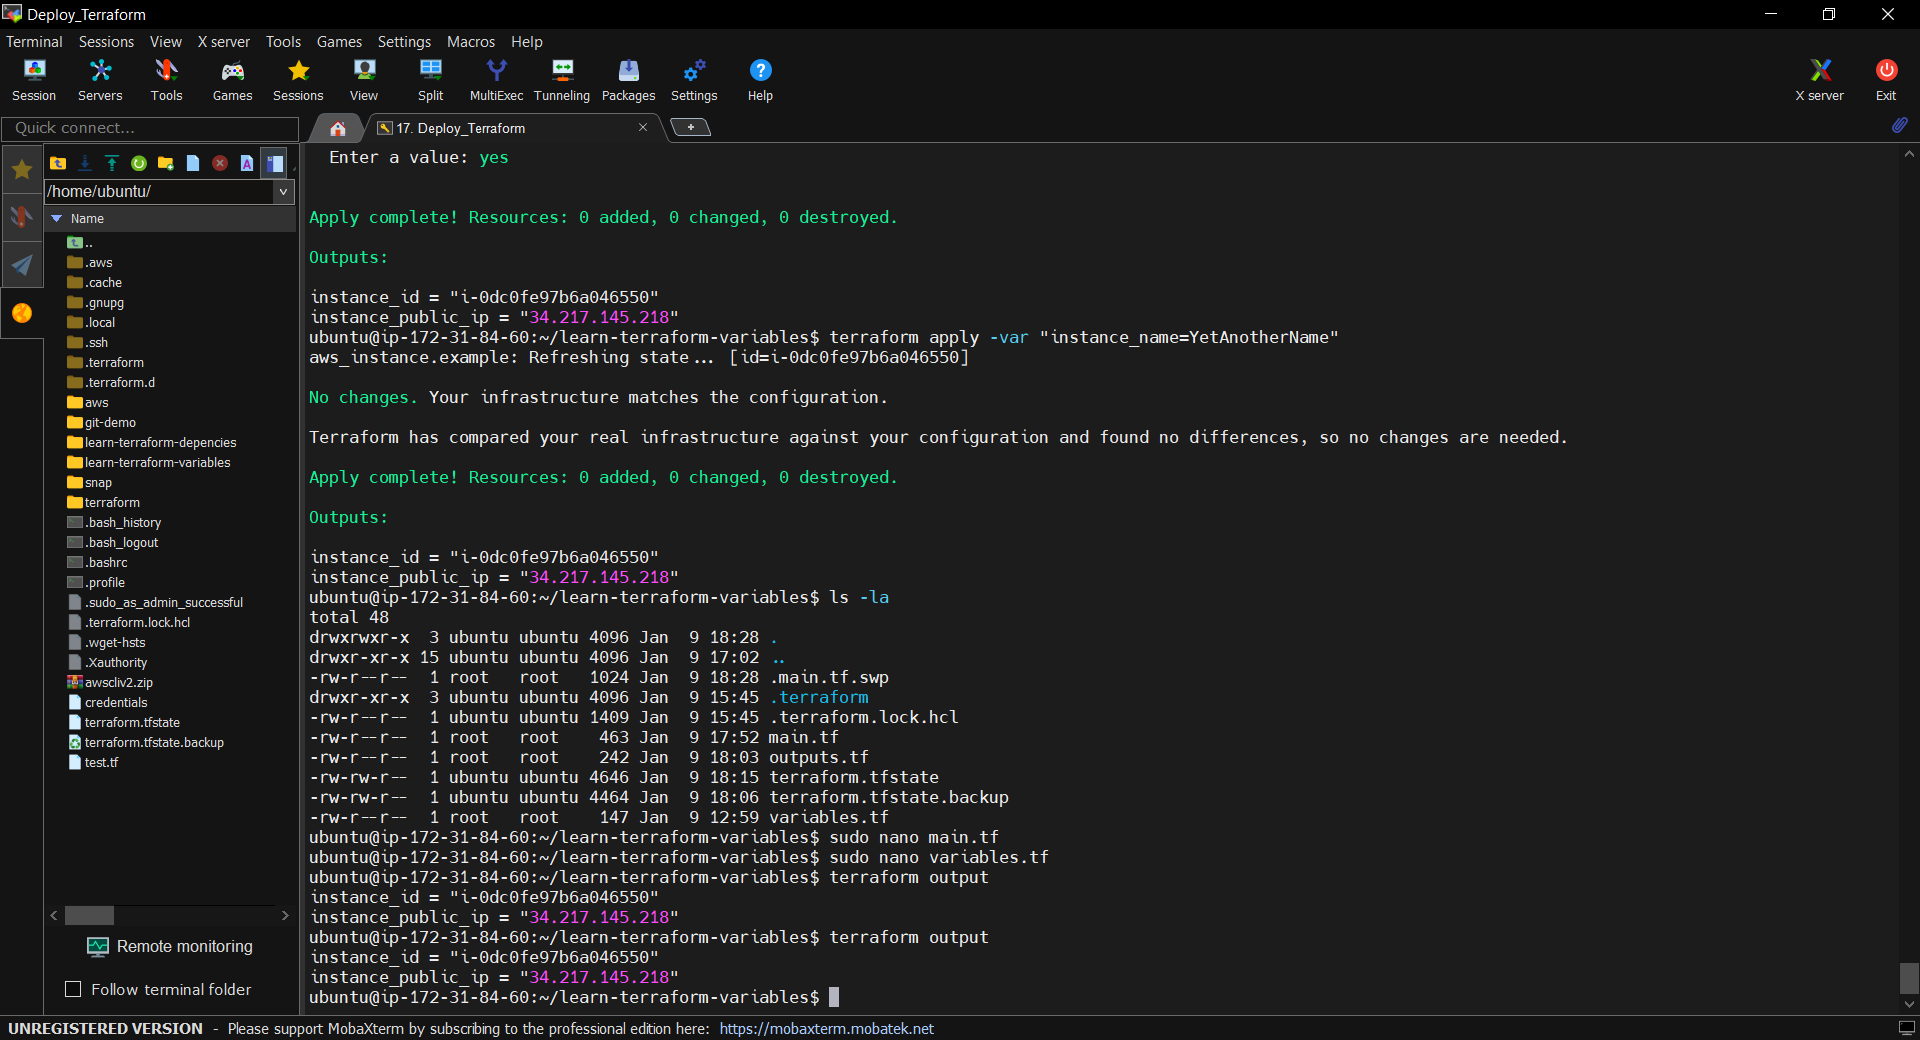 Deploy_Terraform
Terminal Sessions View X server Tools Games Settings Macros Help
Session Servers Tools Games Sessions View Split MultiExec Tunneling Packages Settings Help X server Exit
Quick connect...
17. Deploy_Terraform
/home/ubuntu/
Name
..
.aws
.cache
.gnupg
.local
.ssh
.terraform
.terraform.d
aws
git-demo
learn-terraform-depencies
learn-terraform-variables
snap
terraform
.bash_history
.bash_logout
.bashrc
.profile
.sudo_as_admin_successful
.terraform.lock.hcl
.wget-hsts
.Xauthority
awscliv2.zip
credentials
terraform.tfstate
terraform.tfstate.backup
test.tf
Remote monitoring
Follow terminal folder
Enter a value: yes
Apply complete! Resources: 0 added, 0 changed, 0 destroyed.
Outputs:
instance_id = "i-0dc0fe97b6a046550"
instance_public_ip = "34.217.145.218"
ubuntu@ip-172-31-84-60:~/learn-terraform-variables$ terraform apply -var "instance_name=YetAnotherName"
aws_instance.example: Refreshing state... [id=i-0dc0fe97b6a046550]
No changes. Your infrastructure matches the configuration.
Terraform has compared your real infrastructure against your configuration and found no differences, so no changes are needed.
Apply complete! Resources: 0 added, 0 changed, 0 destroyed.
Outputs:
instance_id = "i-0dc0fe97b6a046550"
instance_public_ip = "34.217.145.218"
ubuntu@ip-172-31-84-60:~/learn-terraform-variables$ ls -la
total 48
drwxrwxr-x  3 ubuntu ubuntu 4096 Jan  9 18:28 .
drwxr-xr-x 15 ubuntu ubuntu 4096 Jan  9 17:02 ..
-rw-r--r--  1 root   root   1024 Jan  9 18:28 .main.tf.swp
drwxr-xr-x  3 ubuntu ubuntu 4096 Jan  9 15:45 .terraform
-rw-r--r--  1 ubuntu ubuntu 1409 Jan  9 15:45 .terraform.lock.hcl
-rw-r--r--  1 root   root    463 Jan  9 17:52 main.tf
-rw-r--r--  1 root   root    242 Jan  9 18:03 outputs.tf
-rw-rw-r--  1 ubuntu ubuntu 4646 Jan  9 18:15 terraform.tfstate
-rw-rw-r--  1 ubuntu ubuntu 4464 Jan  9 18:06 terraform.tfstate.backup
-rw-r--r--  1 root   root    147 Jan  9 12:59 variables.tf
ubuntu@ip-172-31-84-60:~/learn-terraform-variables$ sudo nano main.tf
ubuntu@ip-172-31-84-60:~/learn-terraform-variables$ sudo nano variables.tf
ubuntu@ip-172-31-84-60:~/learn-terraform-variables$ terraform output
instance_id = "i-0dc0fe97b6a046550"
instance_public_ip = "34.217.145.218"
ubuntu@ip-172-31-84-60:~/learn-terraform-variables$ terraform output
instance_id = "i-0dc0fe97b6a046550"
instance_public_ip = "34.217.145.218"
ubuntu@ip-172-31-84-60:~/learn-terraform-variables$
UNREGISTERED VERSION - Please support MobaXterm by subscribing to the professional edition here: https://mobaxterm.mobatek.net